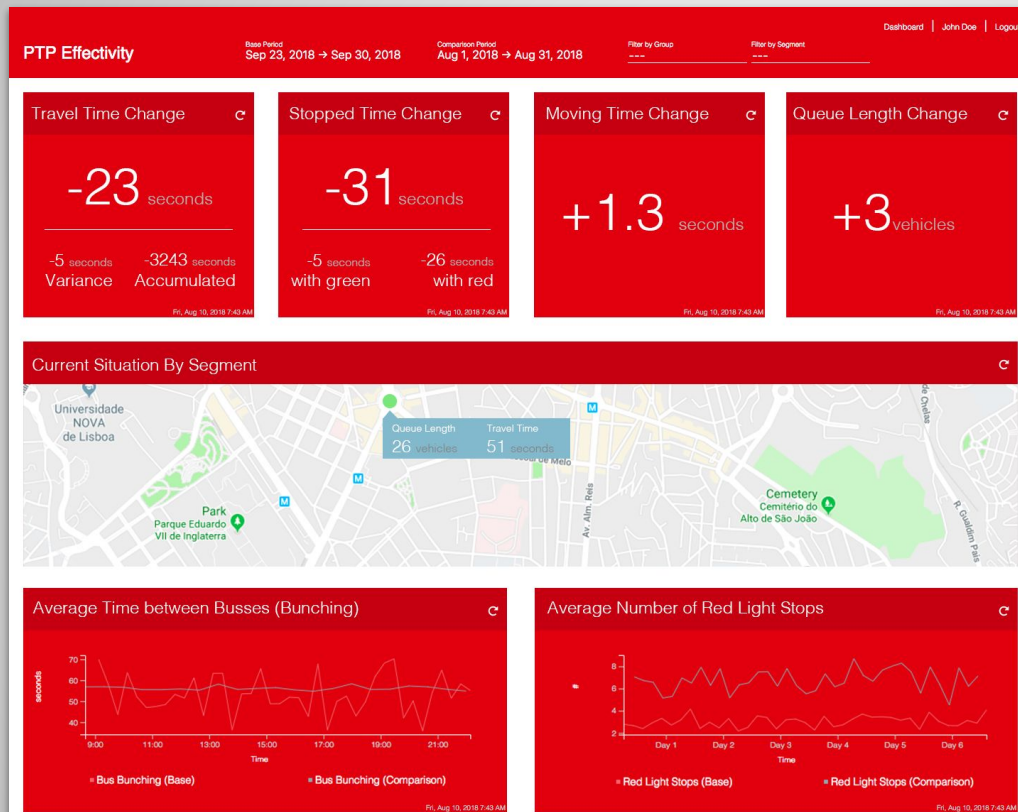 Dashboard | John Doe | Logou
PTP Effectivity
Base Period
Sep 23, 2018 → Sep 30, 2018
Comparison Period
Aug 1, 2018 → Aug 31, 2018
Filter by Group
---
Filter by Segment
---
Travel Time Change
-23 seconds
-5 seconds
Variance
-3243 seconds
Accumulated
Fri, Aug 10, 2018 7:43 AM
Stopped Time Change
-31 seconds
-5 seconds
with green
-26 seconds
with red
Fri, Aug 10, 2018 7:43 AM
Moving Time Change
+1.3 seconds
Fri, Aug 10, 2018 7:43 AM
Queue Length Change
+3 vehicles
Fri, Aug 10, 2018 7:43 AM
Current Situation By Segment
Universidade
NOVA
de Lisboa
Queue Length
26 vehicles
Travel Time
51 seconds
de Melo
M
M
M
Park
Parque Eduardo
VII de Inglaterra
Av. Alm. Reis
Cemetery
Cemitério do
Alto de São João
de Chelas
R. Gualdim Pais
Average Time between Busses (Bunching)
seconds
70
60
50
40
9:00 11:00 13:00 15:00 17:00 19:00 21:00
Time
Bus Bunching (Base)
Bus Bunching (Comparison)
Fri, Aug 10, 2018 7:43 AM
Average Number of Red Light Stops
#
8
6
4
2
Day 1 Day 2 Day 3 Day 4 Day 5 Day 6
Time
Red Light Stops (Base)
Red Light Stops (Comparison)
Fri, Aug 10, 2018 7:43 AM